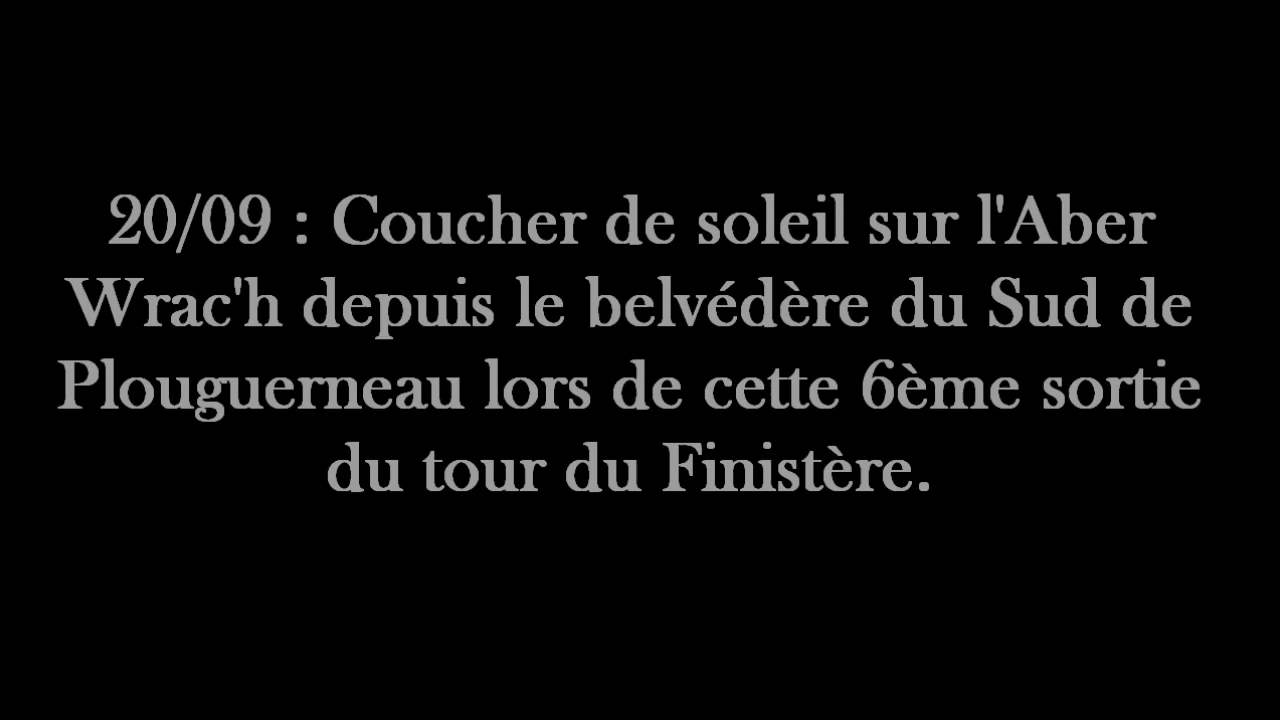 20/09 : Coucher de soleil sur l'Aber
Wrac'h depuis le belvédère du Sud de
Plouguerneau lors de cette 6ème sortie
du tour du Finistère.